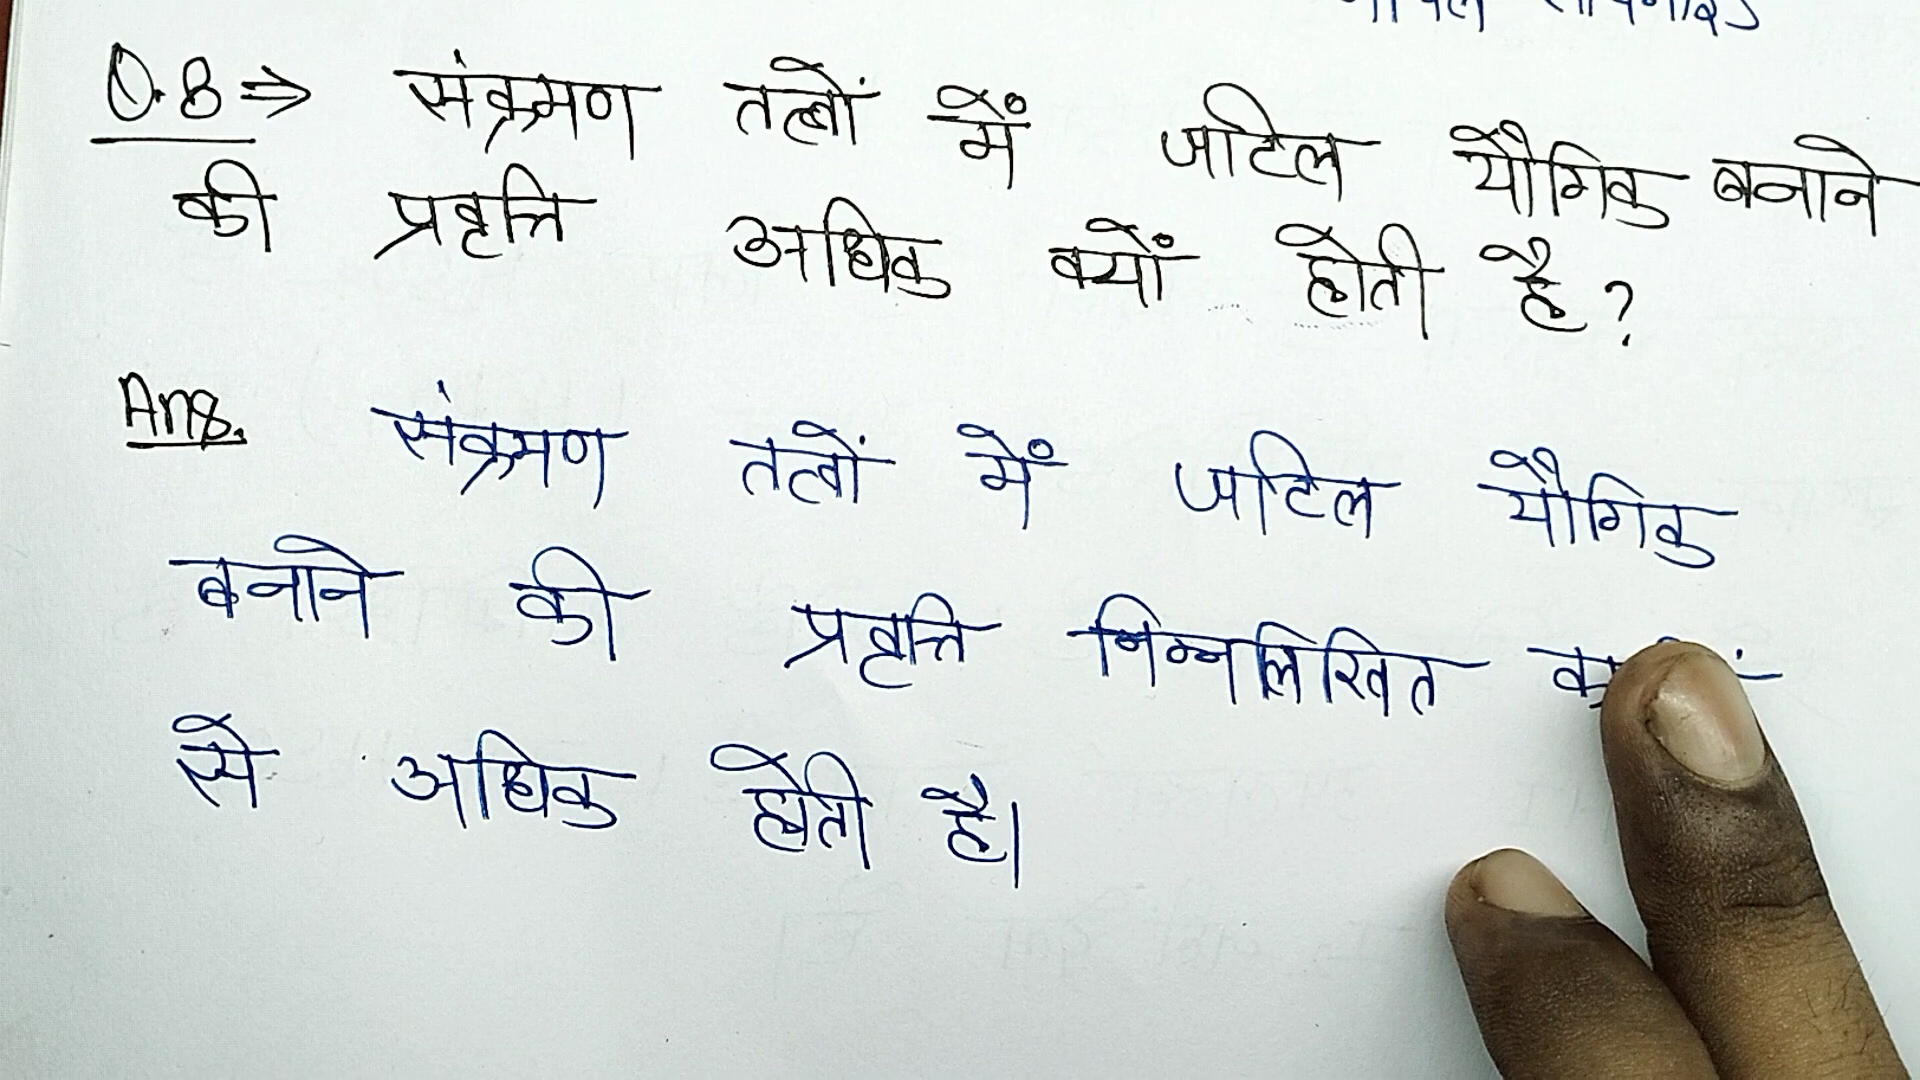 Q.8⇒ संक्रमण तत्वों में जटिल यौगिक बनाने
की प्रवृत्ति अधिक क्यों होती है?
Ans. संक्रमण तत्वों में जटिल यौगिक
बनाने की प्रवृत्ति निम्नलिखित
से अधिक होती है।